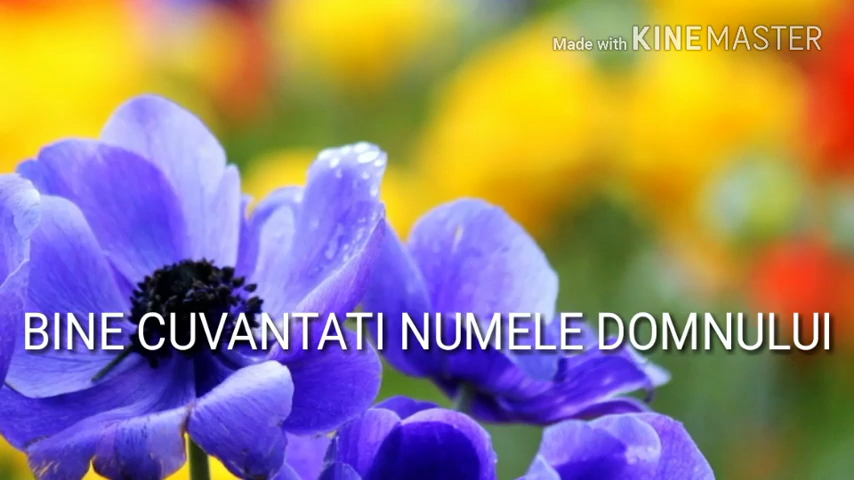 Made with KINEMASTER
BINE CUVANTATI NUMELE DOMNULUI